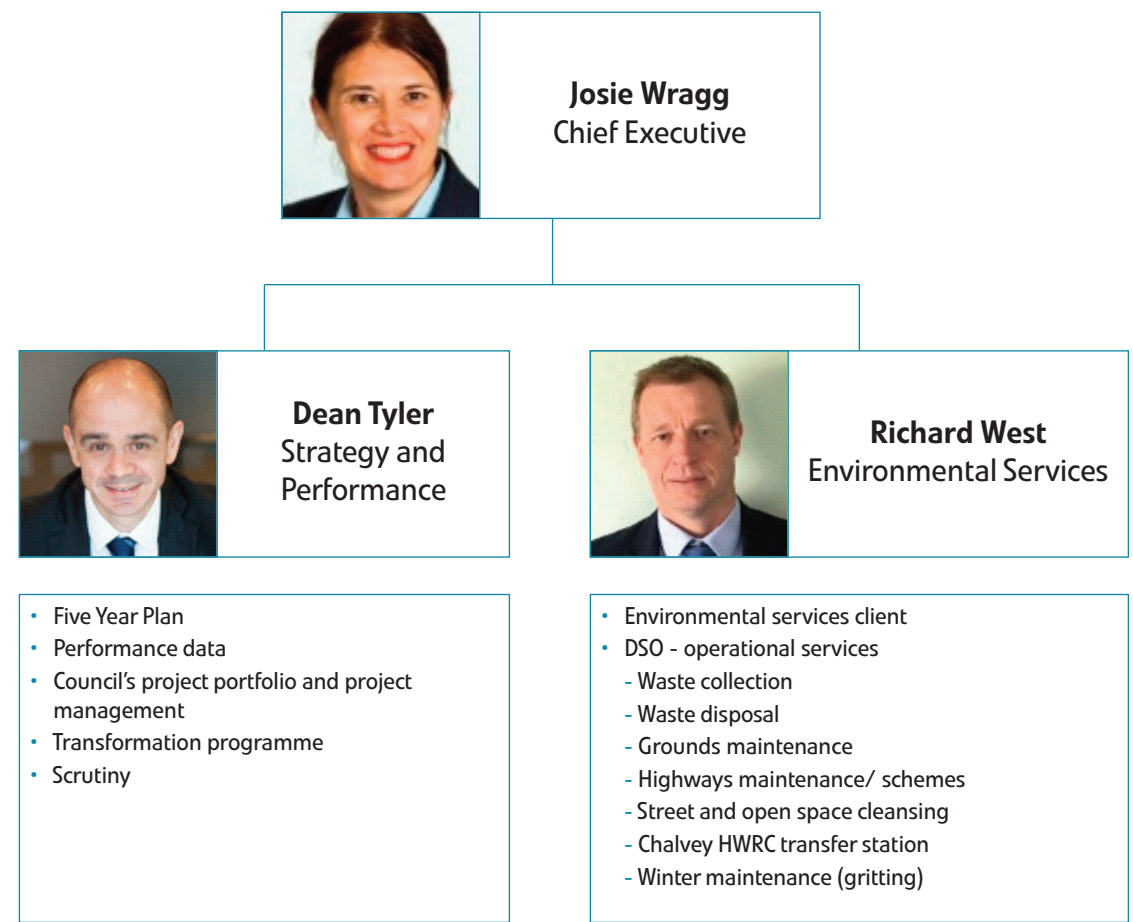 Josie Wragg
Chief Executive
Dean Tyler
Strategy and
Performance
Richard West
Environmental Services
• Five Year Plan
• Performance data
• Council's project portfolio and project
management
• Transformation programme
• Scrutiny
• Environmental services client
• DSO - operational services
- Waste collection
- Waste disposal
- Grounds maintenance
- Highways maintenance/ schemes
- Street and open space cleansing
- Chalvey HWRC transfer station
- Winter maintenance (gritting)